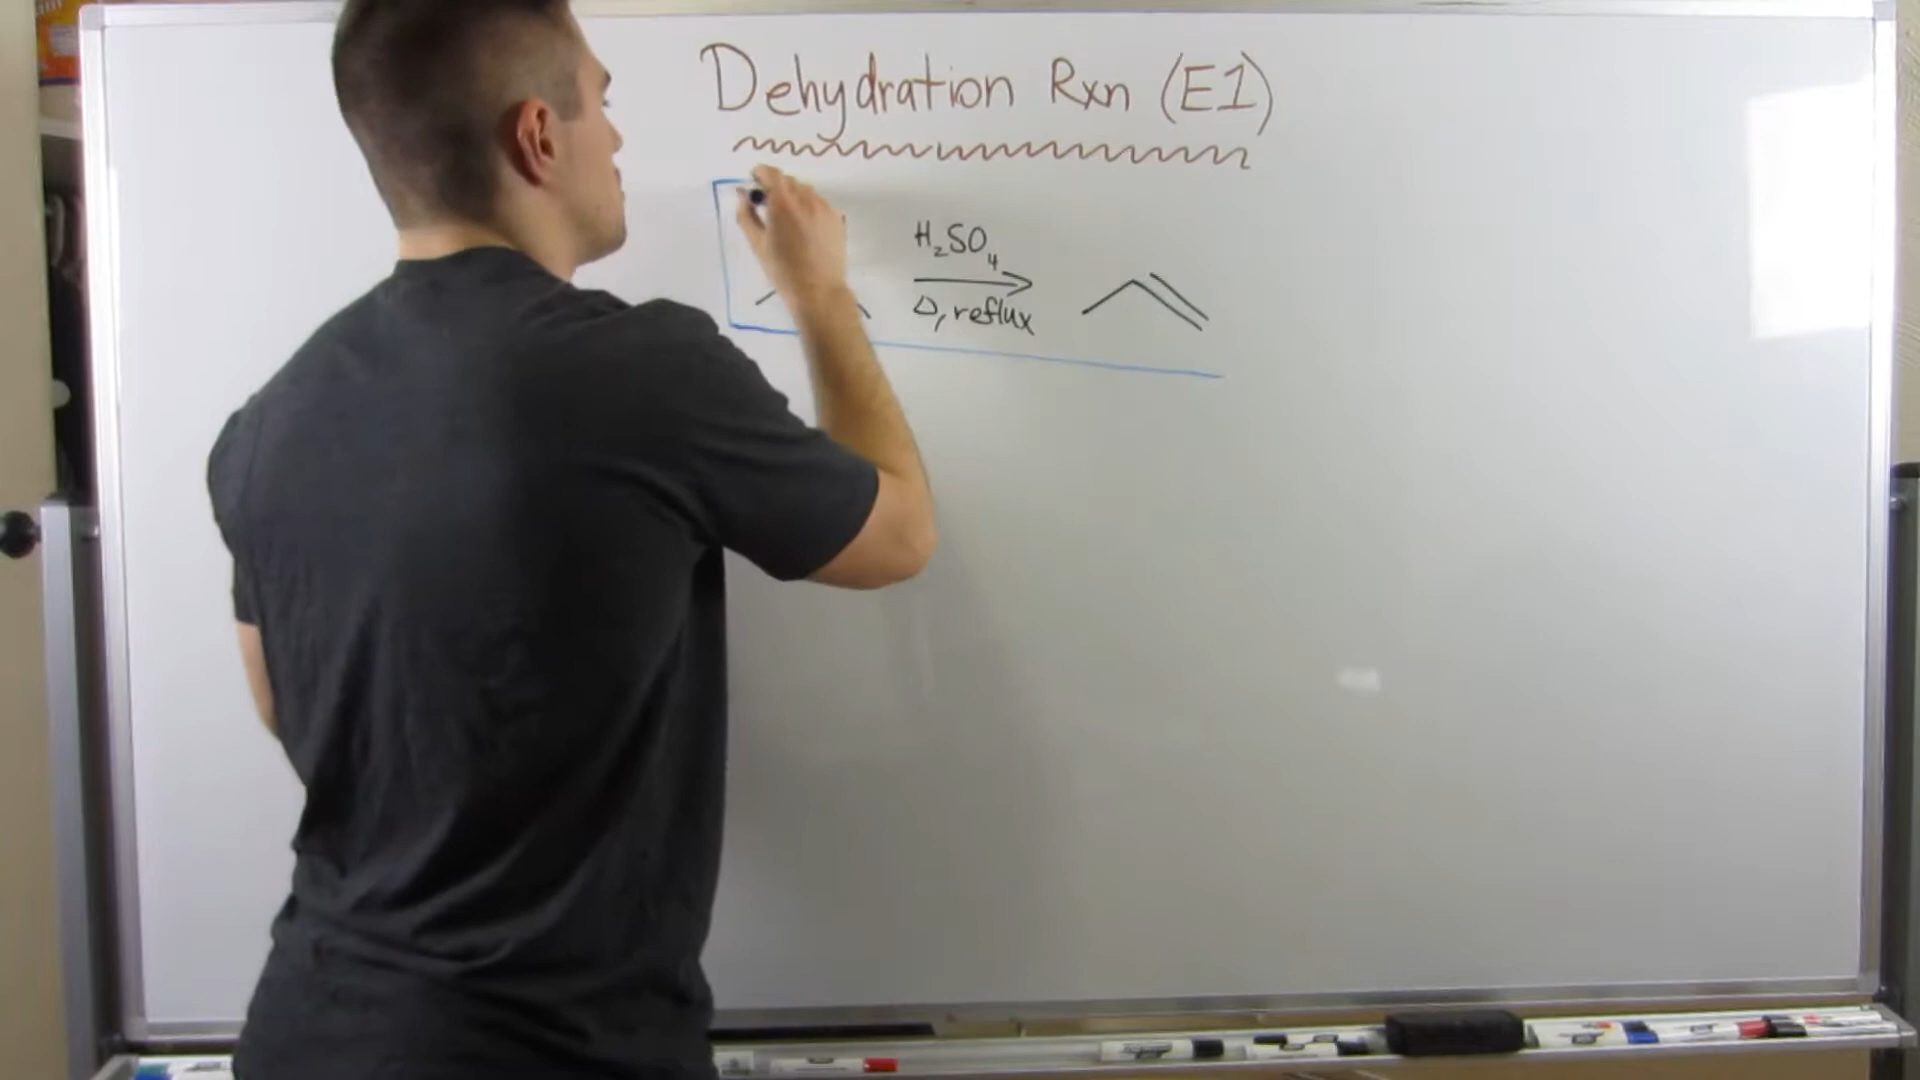 Dehydration Rxn (E1)
H₂SO₄
Δ, reflux